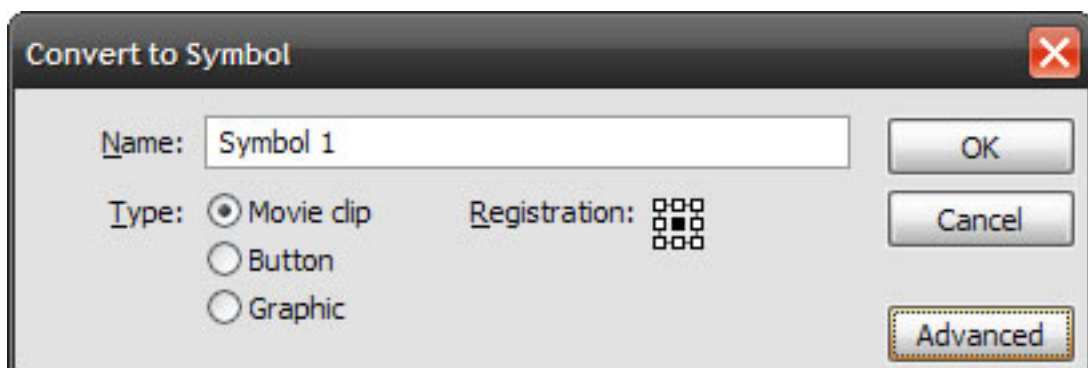 Convert to Symbol
Name: Symbol 1 OK
Type: Movie clip Registration: Cancel
Button
Graphic
Advanced